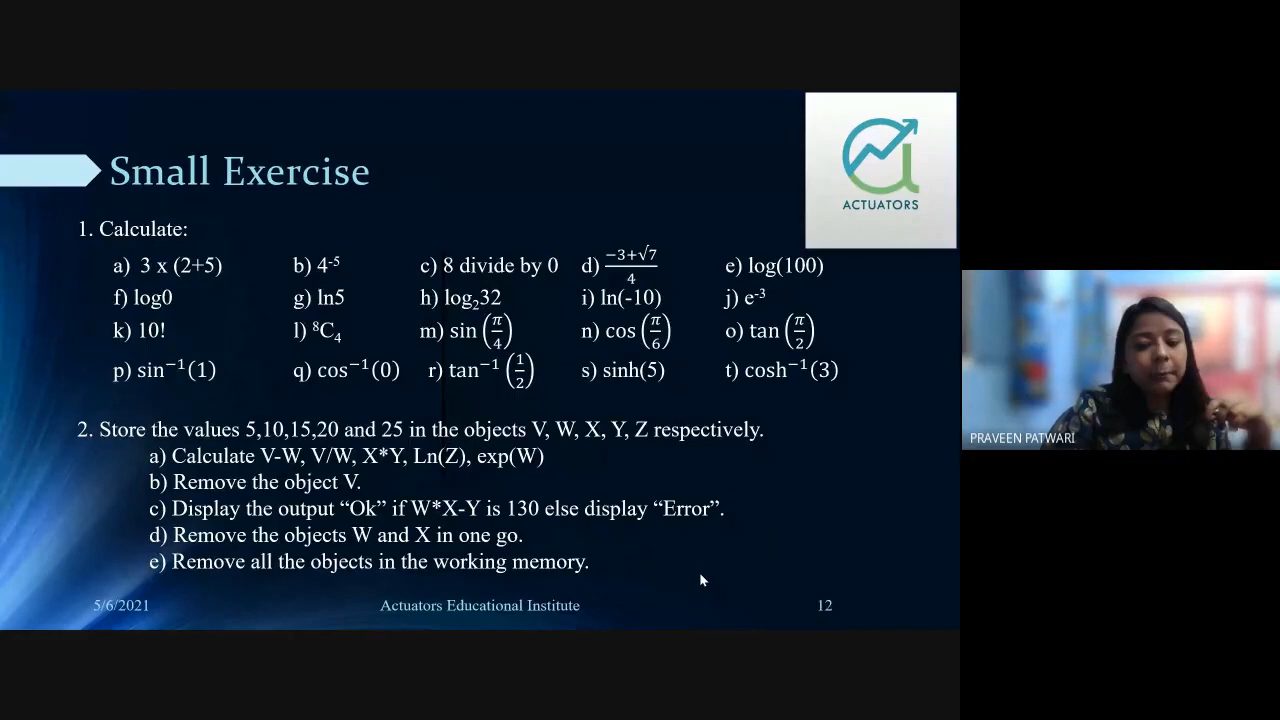 ACTUATORS
Small Exercise
1. Calculate:
a) 3 x (2+5) b) 4⁻⁵ c) 8 divide by 0 d) (−3+√7)/4 e) log(100)
f) log0 g) ln5 h) log₂32 i) ln(-10) j) e⁻³
k) 10! l) ⁸C₄ m) sin(π/4) n) cos(π/6) o) tan(π/2)
p) sin⁻¹(1) q) cos⁻¹(0) r) tan⁻¹(1/2) s) sinh(5) t) cosh⁻¹(3)
2. Store the values 5,10,15,20 and 25 in the objects V, W, X, Y, Z respectively.
a) Calculate V-W, V/W, X*Y, Ln(Z), exp(W)
b) Remove the object V.
c) Display the output “Ok” if W*X-Y is 130 else display “Error”.
d) Remove the objects W and X in one go.
e) Remove all the objects in the working memory.
5/6/2021 Actuators Educational Institute 12
PRAVEEN PATWARI